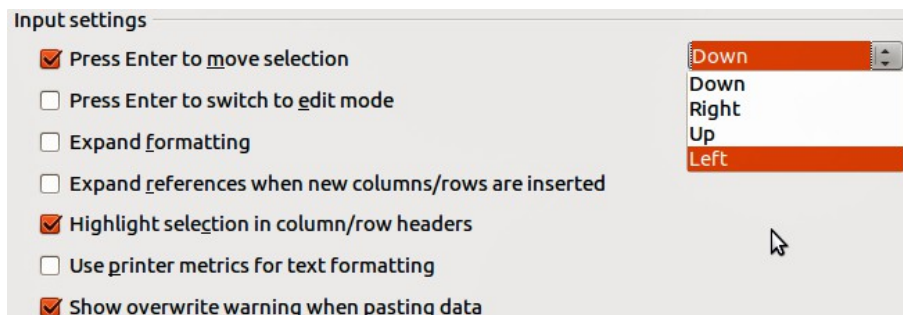 Input settings
Press Enter to move selection
Down
Down
Right
Up
Left
Press Enter to switch to edit mode
Expand formatting
Expand references when new columns/rows are inserted
Highlight selection in column/row headers
Use printer metrics for text formatting
Show overwrite warning when pasting data